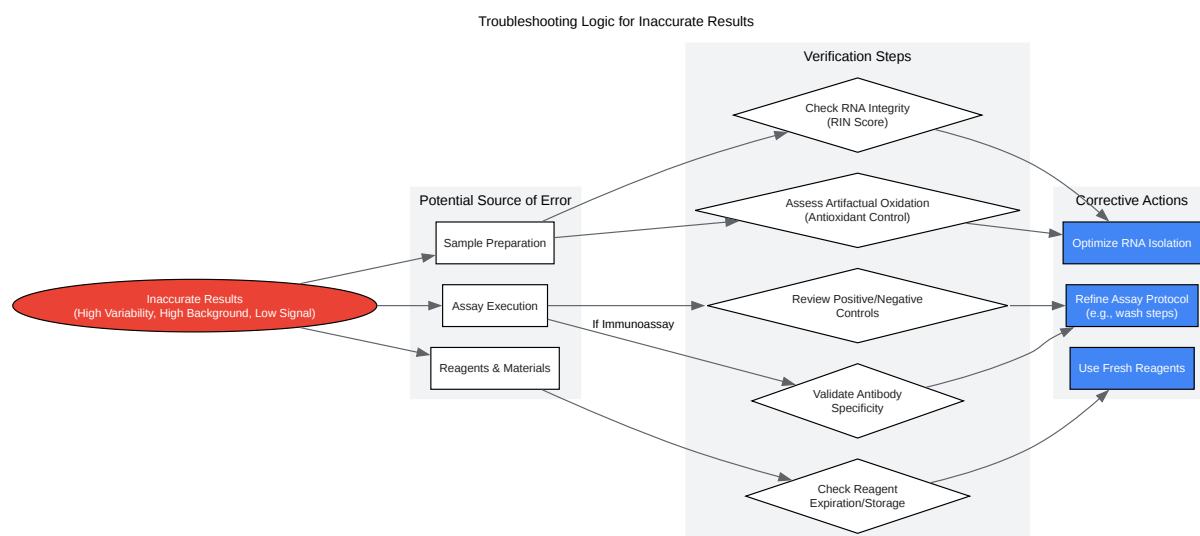 Troubleshooting Logic for Inaccurate Results
Inaccurate Results
(High Variability, High Background, Low Signal)
Potential Source of Error
Sample Preparation
Assay Execution
Reagents & Materials
If Immunoassay
Verification Steps
Check RNA Integrity
(RIN Score)
Assess Artifactual Oxidation
(Antioxidant Control)
Review Positive/Negative
Controls
Validate Antibody
Specificity
Check Reagent
Expiration/Storage
Corrective Actions
Optimize RNA Isolation
Refine Assay Protocol
(e.g., wash steps)
Use Fresh Reagents